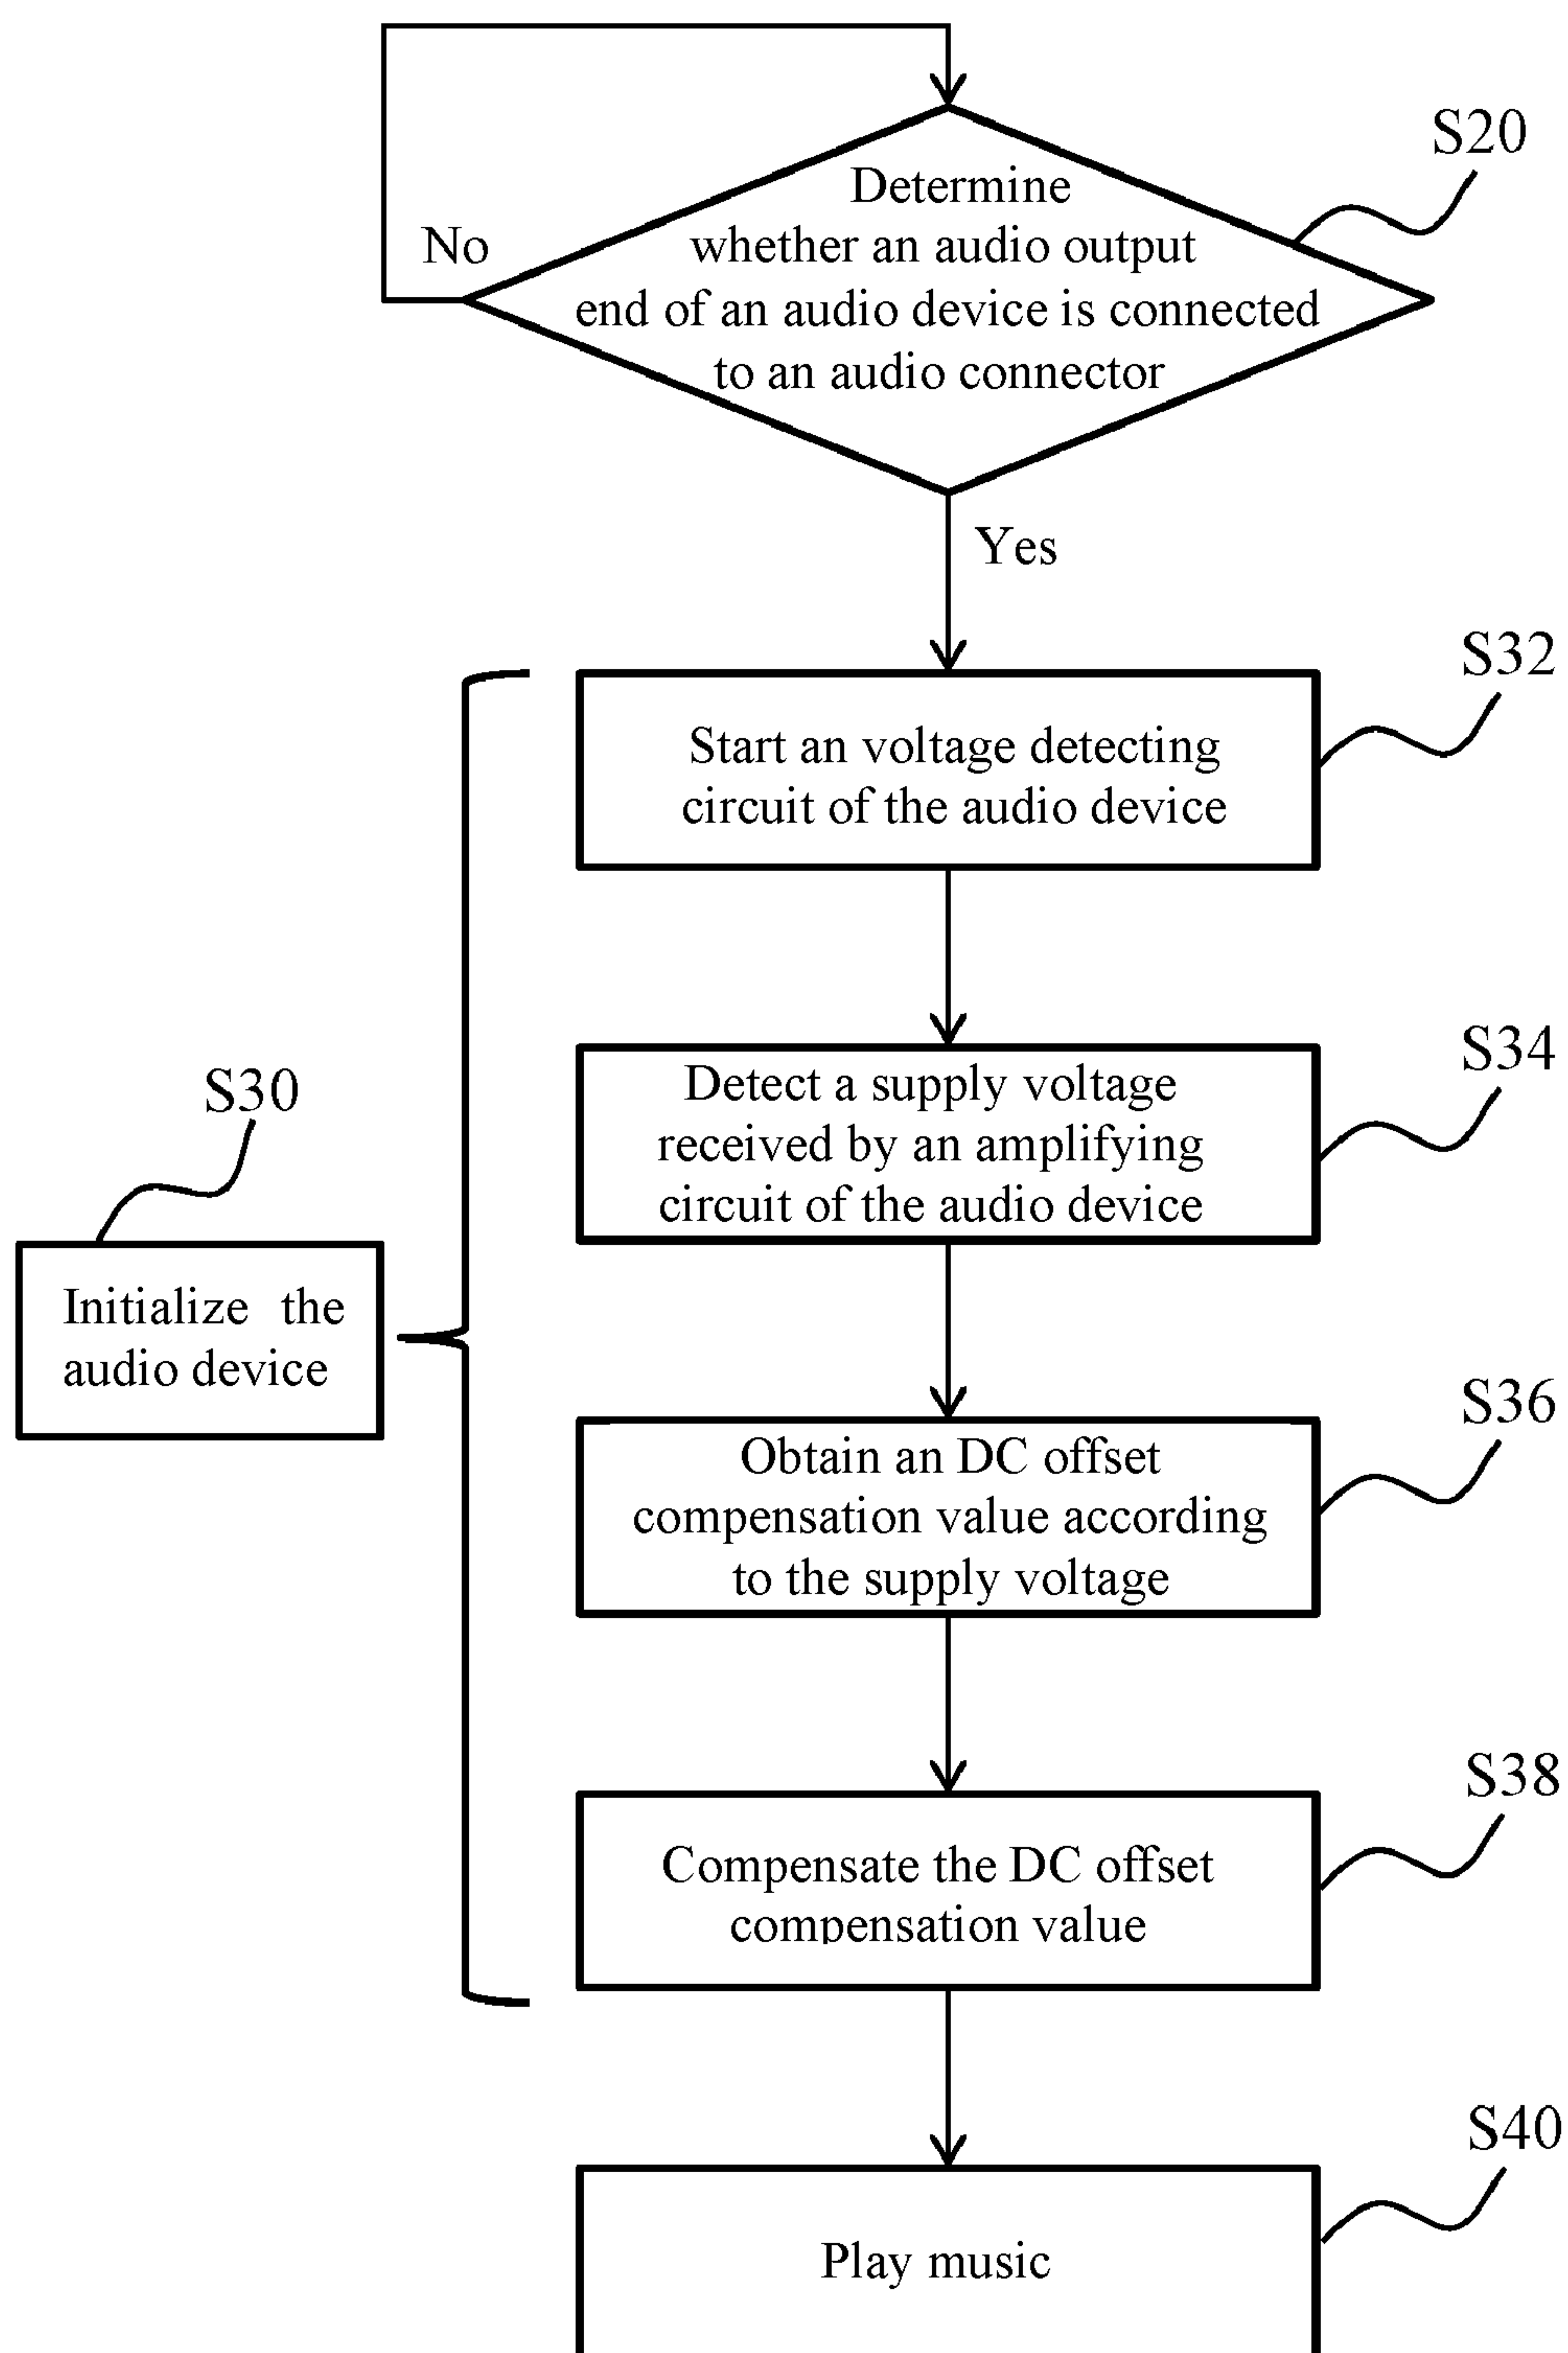 S20
Determine
whether an audio output
end of an audio device is connected
to an audio connector
No
Yes
S32
Start an voltage detecting
circuit of the audio device
S34
Detect a supply voltage
received by an amplifying
circuit of the audio device
S30
Initialize the
audio device
S36
Obtain an DC offset
compensation value according
to the supply voltage
S38
Compensate the DC offset
compensation value
S40
Play music